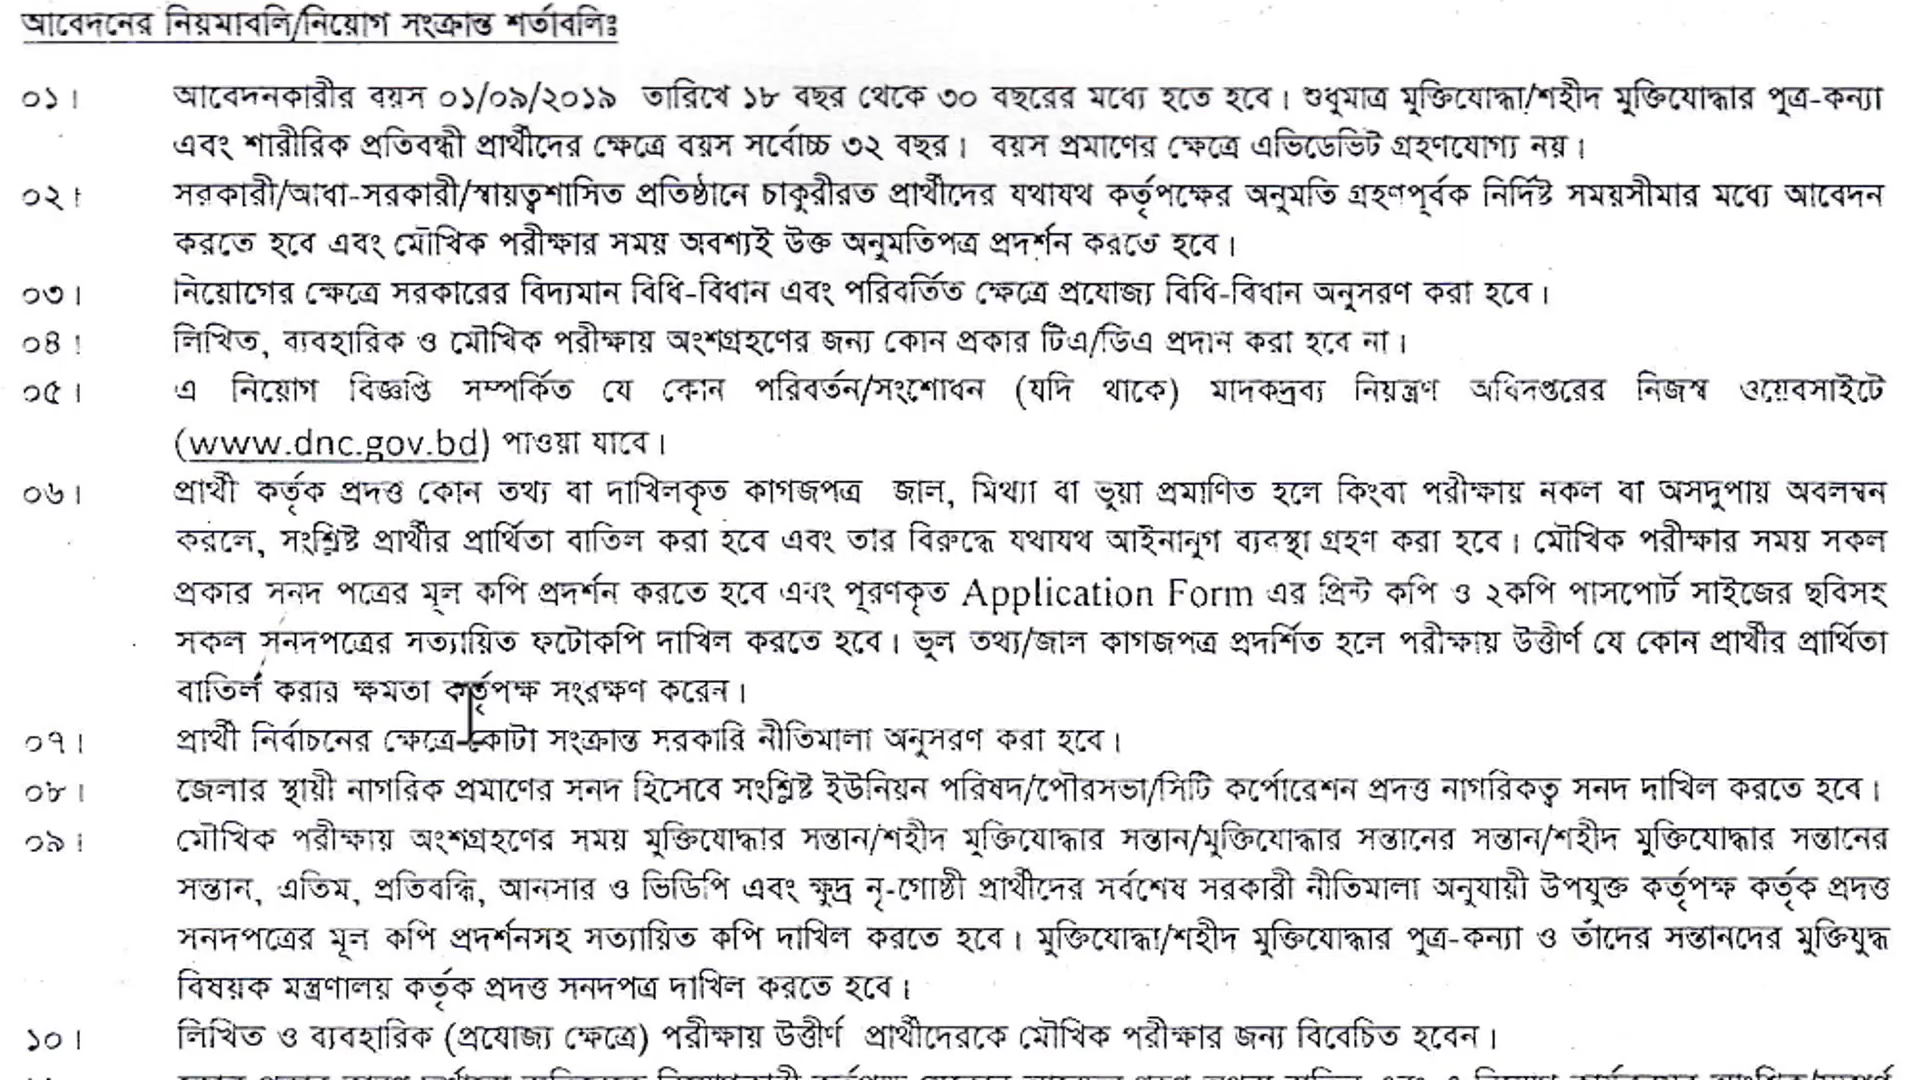 আবেদনের নিয়মাবলি/নিয়োগ সংক্রান্ত শর্তাবলিঃ
০১। আবেদনকারীর বয়স ০১/০৯/২০১৯ তারিখে ১৮ বছর থেকে ৩০ বছরের মধ্যে হতে হবে। শুধুমাত্র মুক্তিযোদ্ধা/শহীদ মুক্তিযোদ্ধার পুত্র-কন্যা
এবং শারীরিক প্রতিবন্ধী প্রার্থীদের ক্ষেত্রে বয়স সর্বোচ্চ ৩২ বছর। বয়স প্রমাণের ক্ষেত্রে এভিডেভিট গ্রহণযোগ্য নয়।
০২। সরকারী/আধা-সরকারী/স্বায়ত্বশাসিত প্রতিষ্ঠানে চাকুরীরত প্রার্থীদের যথাযথ কর্তৃপক্ষের অনুমতি গ্রহণপূর্বক নির্দিষ্ট সময়সীমার মধ্যে আবেদন
করতে হবে এবং মৌখিক পরীক্ষার সময় অবশ্যই উক্ত অনুমতিপত্র প্রদর্শন করতে হবে।
০৩। নিয়োগের ক্ষেত্রে সরকারের বিদ্যমান বিধি-বিধান এবং পরিবর্তিত ক্ষেত্রে প্রযোজ্য বিধি-বিধান অনুসরণ করা হবে।
০৪। লিখিত, ব্যবহারিক ও মৌখিক পরীক্ষায় অংশগ্রহণের জন্য কোন প্রকার টিএ/ডিএ প্রদান করা হবে না।
০৫। এ নিয়োগ বিজ্ঞপ্তি সম্পর্কিত যে কোন পরিবর্তন/সংশোধন (যদি থাকে) মাদকদ্রব্য নিয়ন্ত্রণ অধিদপ্তরের নিজস্ব ওয়েবসাইটে
(www.dnc.gov.bd) পাওয়া যাবে।
০৬। প্রার্থী কর্তৃক প্রদত্ত কোন তথ্য বা দাখিলকৃত কাগজপত্র জাল, মিথ্যা বা ভুয়া প্রমাণিত হলে কিংবা পরীক্ষায় নকল বা অসদুপায় অবলম্বন
করলে, সংশ্লিষ্ট প্রার্থীর প্রার্থিতা বাতিল করা হবে এবং তার বিরুদ্ধে যথাযথ আইনানুগ ব্যবস্থা গ্রহণ করা হবে। মৌখিক পরীক্ষার সময় সকল
প্রকার সনদ পত্রের মূল কপি প্রদর্শন করতে হবে এবং পূরণকৃত Application Form এর প্রিন্ট কপি ও ২কপি পাসপোর্ট সাইজের ছবিসহ
সকল সনদপত্রের সত্যায়িত ফটোকপি দাখিল করতে হবে। ভুল তথ্য/জাল কাগজপত্র প্রদর্শিত হলে পরীক্ষায় উত্তীর্ণ যে কোন প্রার্থীর প্রার্থিতা
বাতিল করার ক্ষমতা কর্তৃপক্ষ সংরক্ষণ করেন।
০৭। প্রার্থী নির্বাচনের ক্ষেত্রে কোটা সংক্রান্ত সরকারি নীতিমালা অনুসরণ করা হবে।
০৮। জেলার স্থায়ী নাগরিক প্রমাণের সনদ হিসেবে সংশ্লিষ্ট ইউনিয়ন পরিষদ/পৌরসভা/সিটি কর্পোরেশন প্রদত্ত নাগরিকত্ব সনদ দাখিল করতে হবে।
০৯। মৌখিক পরীক্ষায় অংশগ্রহণের সময় মুক্তিযোদ্ধার সন্তান/শহীদ মুক্তিযোদ্ধার সন্তান/মুক্তিযোদ্ধার সন্তানের সন্তান/শহীদ মুক্তিযোদ্ধার সন্তানের
সন্তান, এতিম, প্রতিবন্ধি, আনসার ও ভিডিপি এবং ক্ষুদ্র নৃ-গোষ্ঠী প্রার্থীদের সর্বশেষ সরকারী নীতিমালা অনুযায়ী উপযুক্ত কর্তৃপক্ষ কর্তৃক প্রদত্ত
সনদপত্রের মূল কপি প্রদর্শনসহ সত্যায়িত কপি দাখিল করতে হবে। মুক্তিযোদ্ধা/শহীদ মুক্তিযোদ্ধার পুত্র-কন্যা ও তাঁদের সন্তানদের মুক্তিযুদ্ধ
বিষয়ক মন্ত্রণালয় কর্তৃক প্রদত্ত সনদপত্র দাখিল করতে হবে।
১০। লিখিত ও ব্যবহারিক (প্রযোজ্য ক্ষেত্রে) পরীক্ষায় উত্তীর্ণ প্রার্থীদেরকে মৌখিক পরীক্ষার জন্য বিবেচিত হবেন।